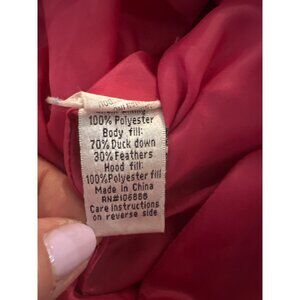 100% Polyester
Body fill:
70% Duck down
30% Feathers
Hood fill:
100%Polyester fill
Made in China
RN#106886
Care Instructions
on reverse side